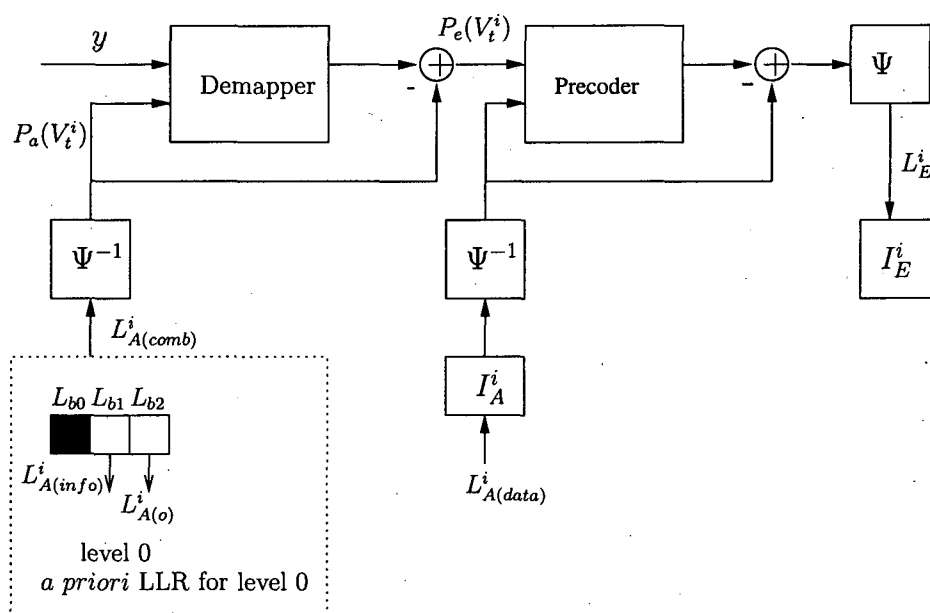 y
P_a(V_t^i)
Demapper
-
+
P_e(V_t^i)
Precoder
-
+
Ψ
L_E^i
I_E^i
Ψ^{-1}
Ψ^{-1}
L_{A(comb)}^i
I_A^i
L_{A(data)}^i
L_{b0} L_{b1} L_{b2}
L_{A(info)}^i
L_{A(o)}^i
level 0
a priori LLR for level 0